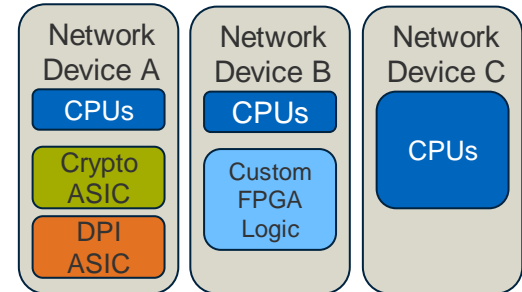 Network
Device A
CPUs
Crypto
ASIC
DPI
ASIC
Network
Device B
CPUs
Custom
FPGA
Logic
Network
Device C
CPUs